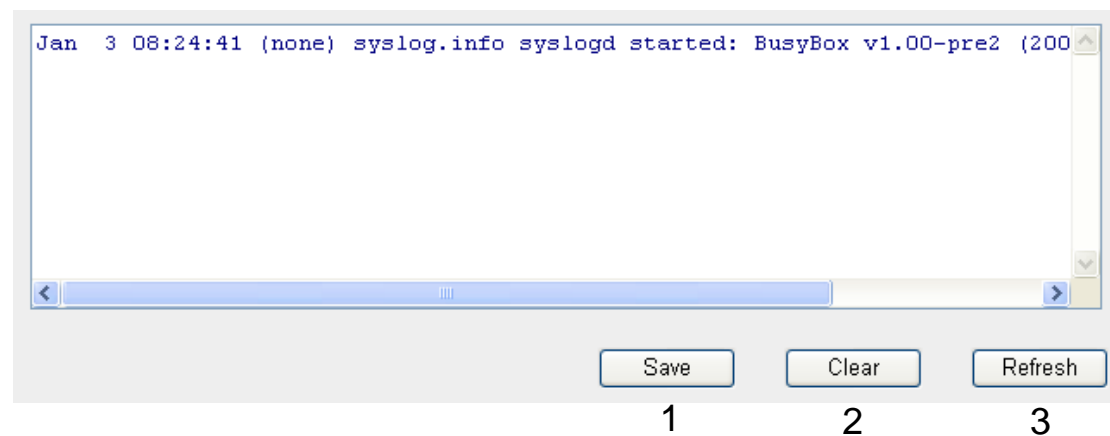 Jan  3 08:24:41 (none) syslog.info syslogd started: BusyBox v1.00-pre2 (200
Save Clear Refresh
1 2 3